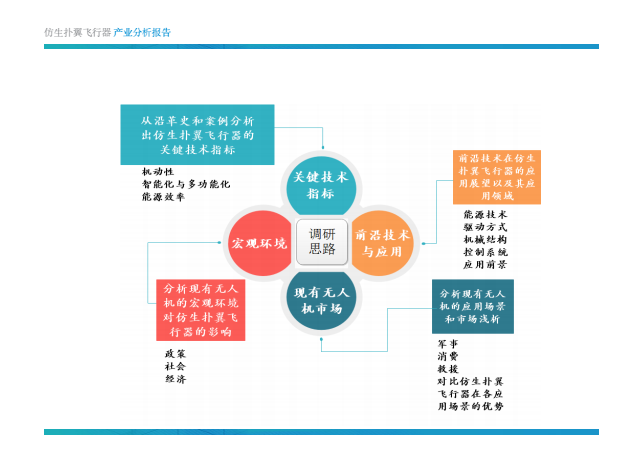 仿生扑翼飞行器 产业分析报告
从沿革史和案例分析
出仿生扑翼飞行器的
关键技术指标
机动性
智能化与多功能化
能源效率
关键技术
指标
前沿技术在仿生
扑翼飞行器的应
用展望以及其应
用领域
能源技术
驱动方式
机械结构
控制系统
应用前景
宏观环境
调研
思路
前沿技术
与应用
现有无人
机市场
分析现有无人
机的宏观环境
对仿生扑翼飞
行器的影响
政策
社会
经济
分析现有无人
机的应用场景
和市场浅析
军事
消费
救援
对比仿生扑翼
飞行器在各应
用场景的优势